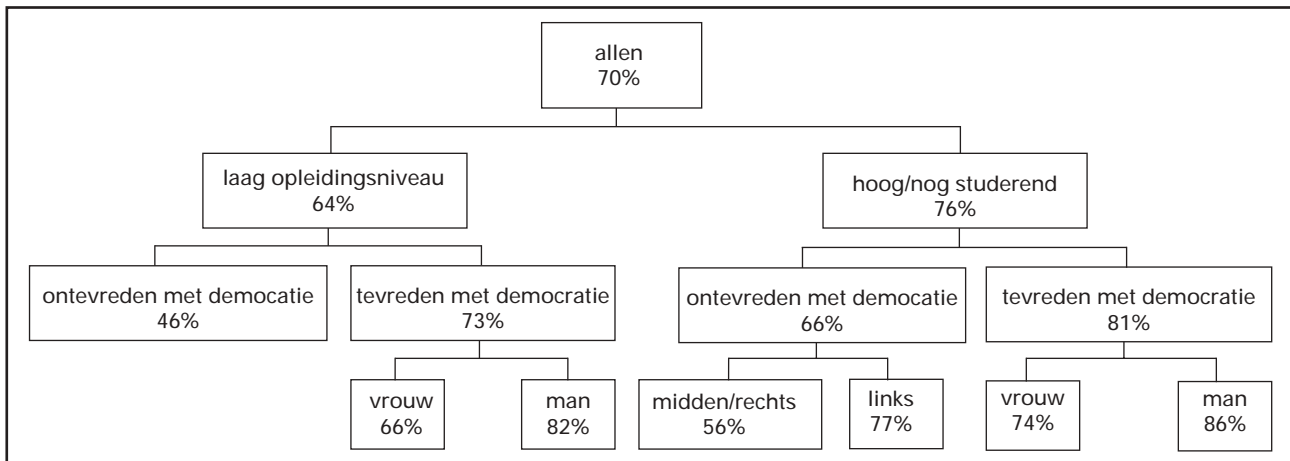 allen
70%
laag opleidingsniveau
64%
hoog/nog studerend
76%
ontevreden met democatie
46%
tevreden met democratie
73%
ontevreden met democatie
66%
tevreden met democratie
81%
vrouw
66%
man
82%
midden/rechts
56%
links
77%
vrouw
74%
man
86%